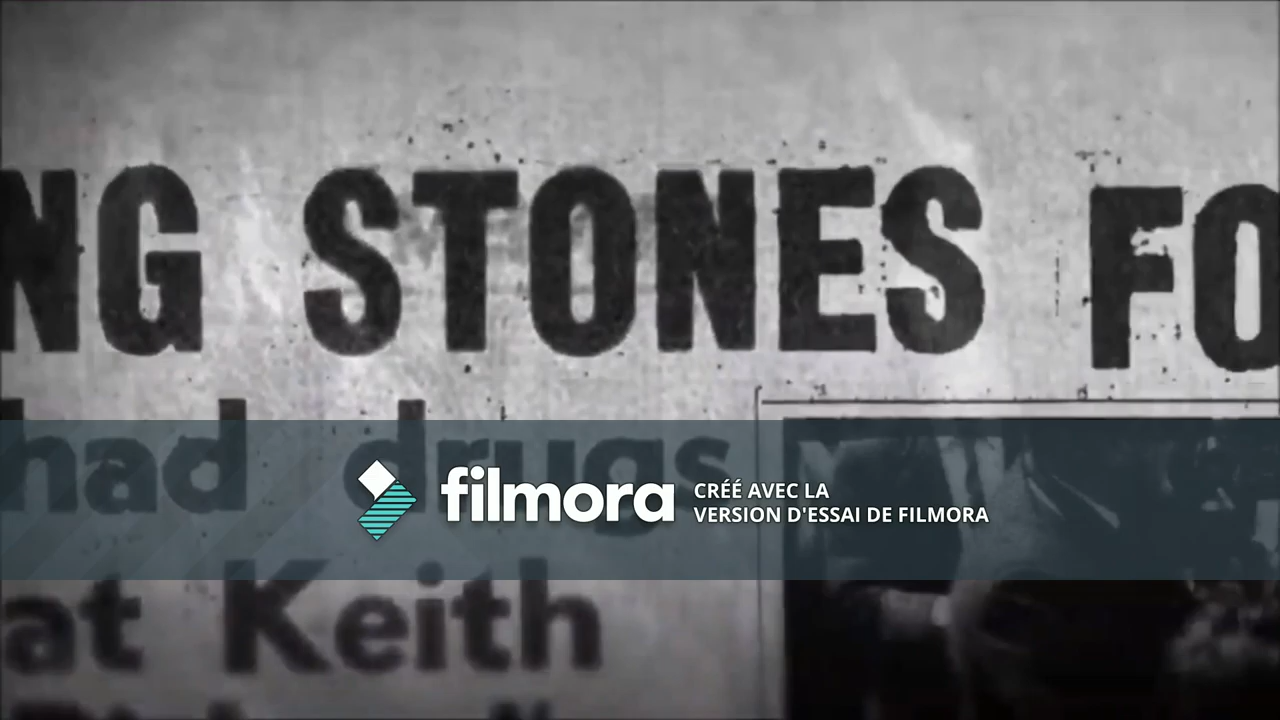 NG STONES FO
had drugs
filmora
CRÉÉ AVEC LA
VERSION D'ESSAI DE FILMORA
at Keith